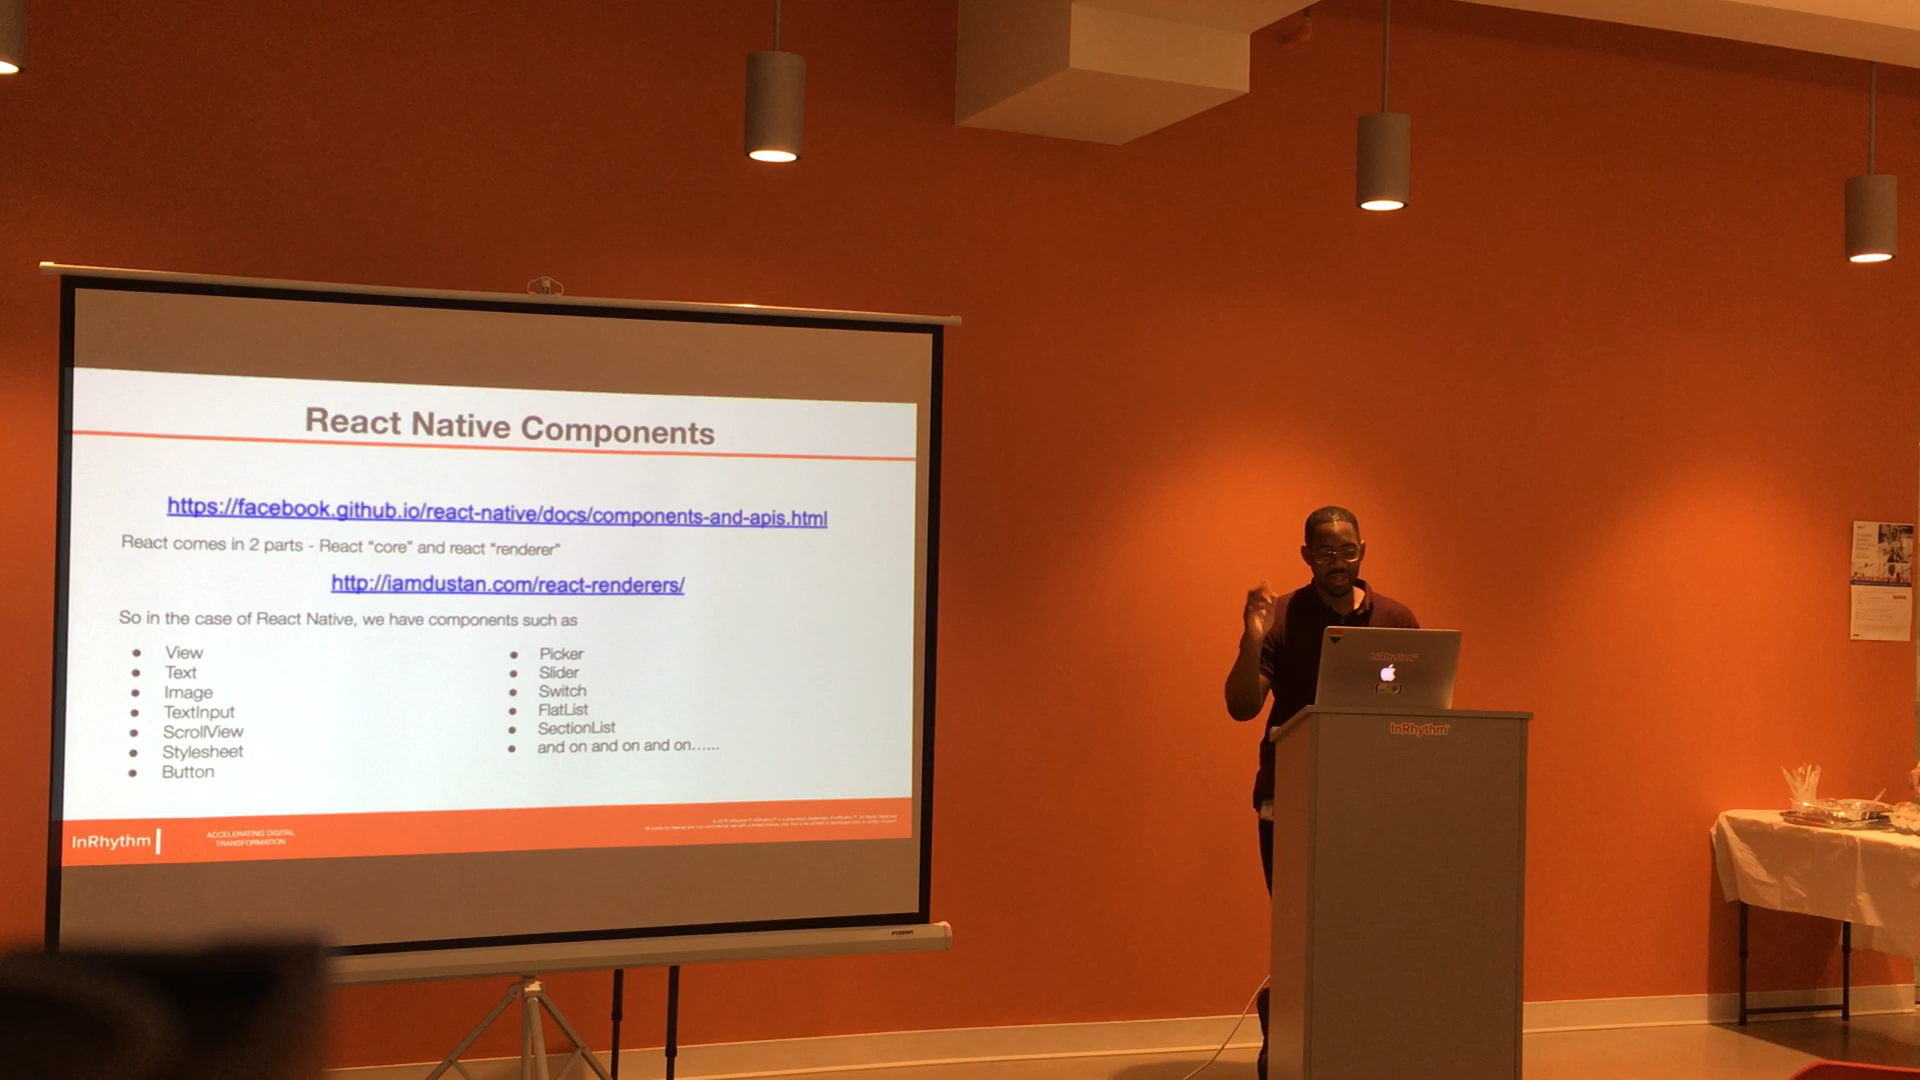 React Native Components
https://facebook.github.io/react-native/docs/components-and-apis.html
React comes in 2 parts - React “core” and react “renderer”
http://iamdustan.com/react-renderers/
So in the case of React Native, we have components such as
● View
● Text
● Image
● TextInput
● ScrollView
● Stylesheet
● Button
● Picker
● Slider
● Switch
● FlatList
● SectionList
● and on and on and on......
InRhythm
ACCELERATING DIGITAL
TRANSFORMATION
InRhythm
InRhythm